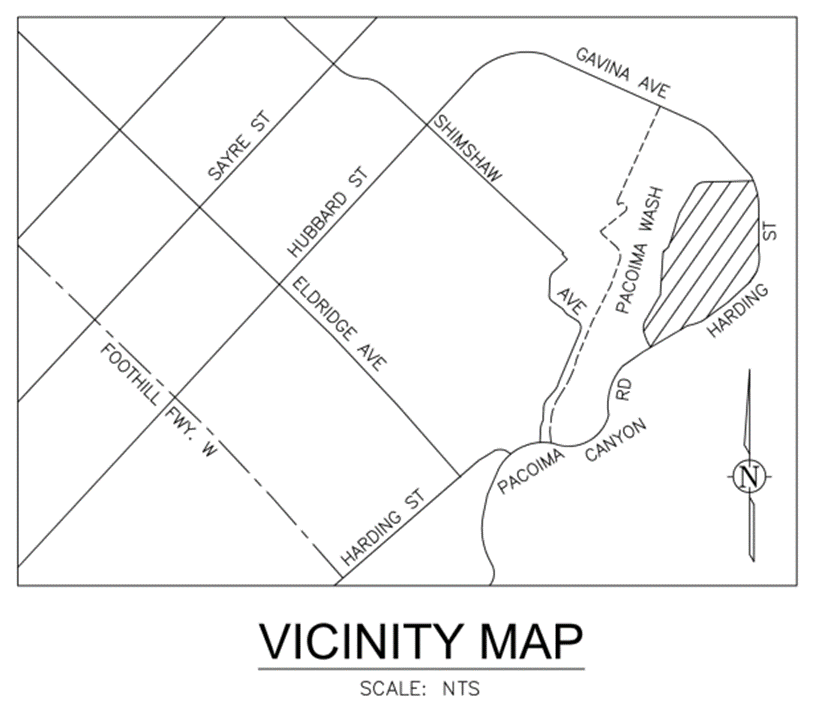 GAVINA AVE
SHIMSHAW
AVE
SAYRE ST
HUBBARD ST
PACOIMA WASH
HARDING
ST
ELDRIDGE AVE
FOOTHILL FWY. W
PACOIMA
CANYON
RD
HARDING ST
N
VICINITY MAP
SCALE: NTS